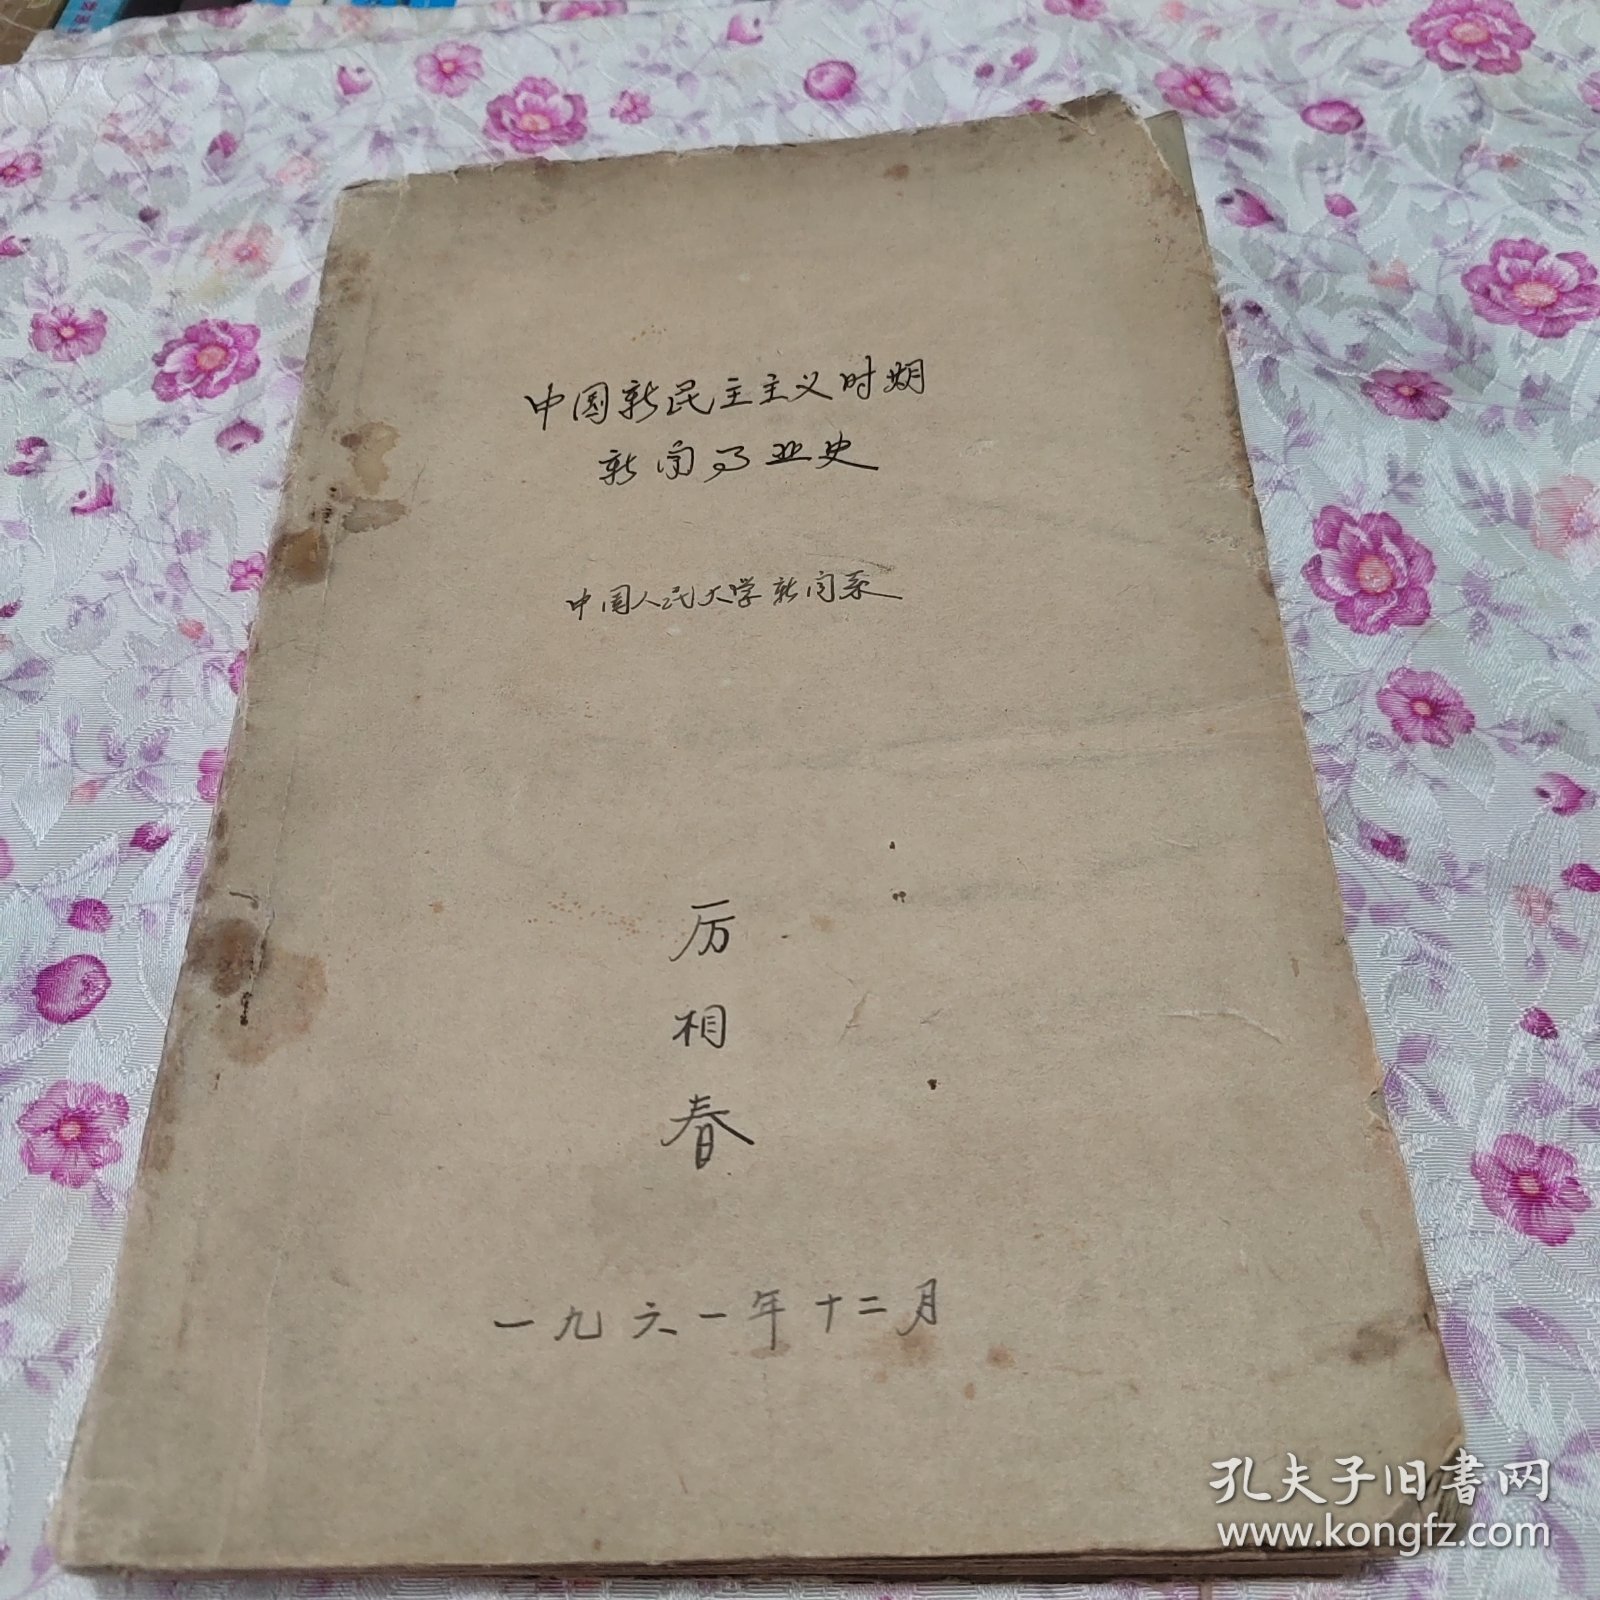 中国新民主主义时期
新闻事业史
中国人民大学新闻系
厉
相
春
一九六一年十二月
孔夫子旧书网
www.kongfz.com